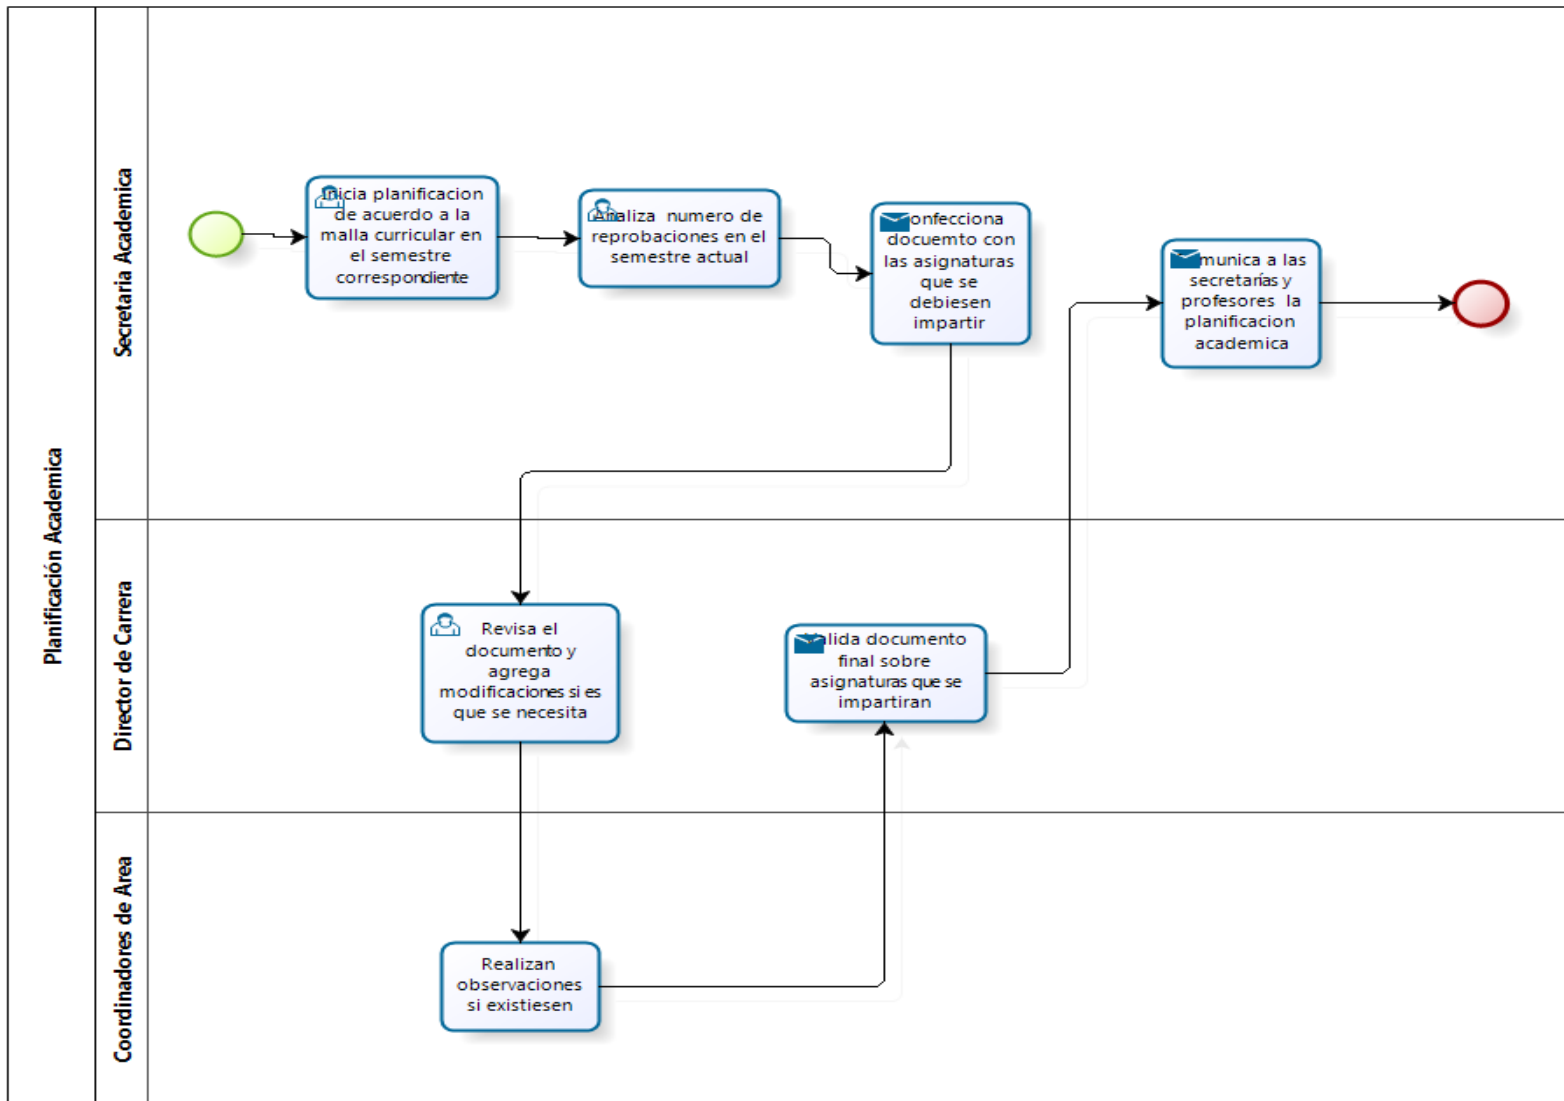 Planificación Academica
Secretaria Academica
Inicia planificacion
de acuerdo a la
malla curricular en
el semestre
correspondiente
Analiza numero de
reprobaciones en el
semestre actual
onfecciona
docuemto con
las asignaturas
que se
debiesen
impartir
munica a las
secretarías y
profesores la
planificacion
academica
Director de Carrera
Revisa el
documento y
agrega
modificaciones si es
que se necesita
alida documento
final sobre
asignaturas que se
impartiran
Coordinadores de Area
Realizan
observaciones
si existiesen